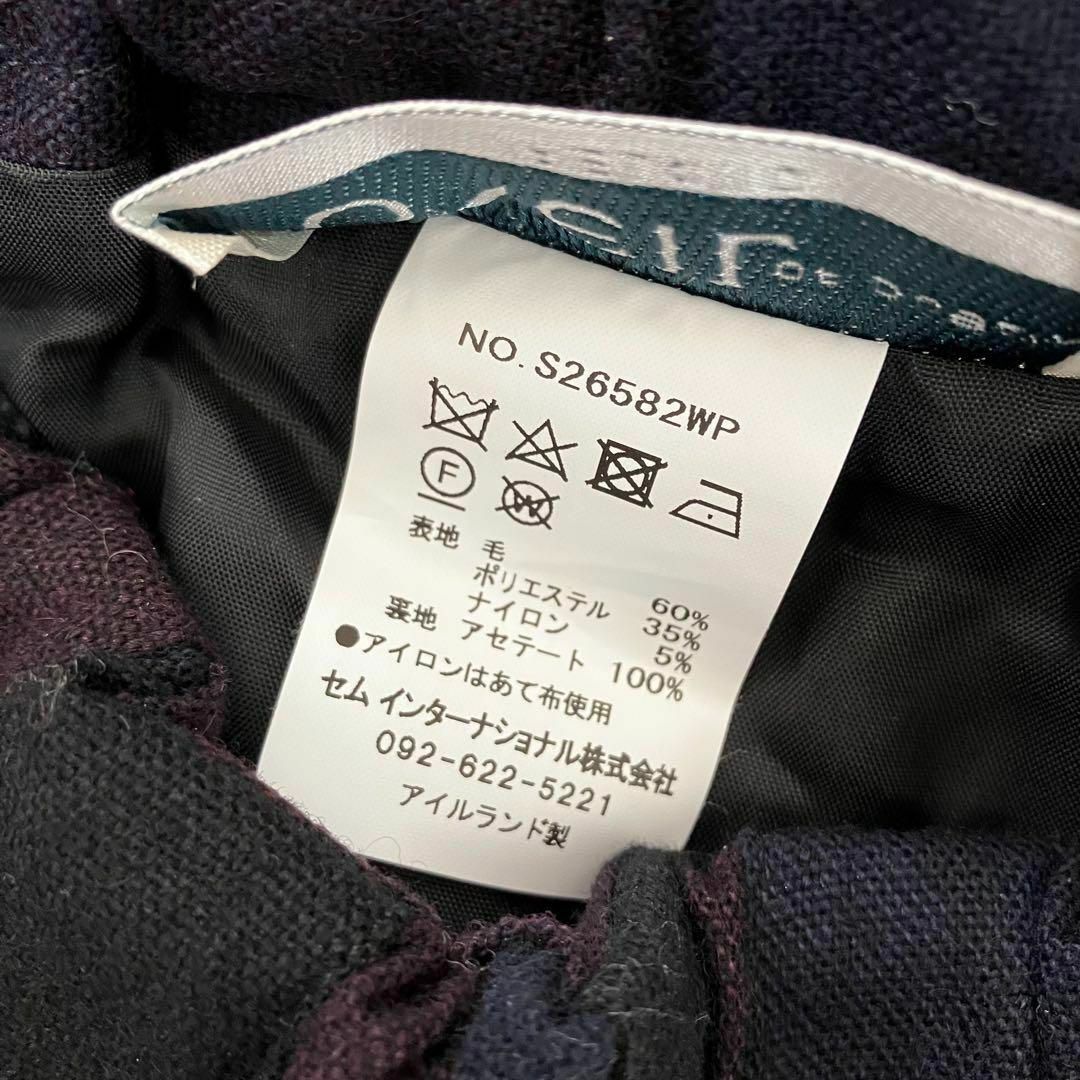 NO.S26582WP
F
W
表地 毛 60%
ポリエステル 35%
ナイロン 5%
裏地 アセテート 100%
●アイロンはあて布使用
セム インターナショナル株式会社
092-622-5221
アイルランド製